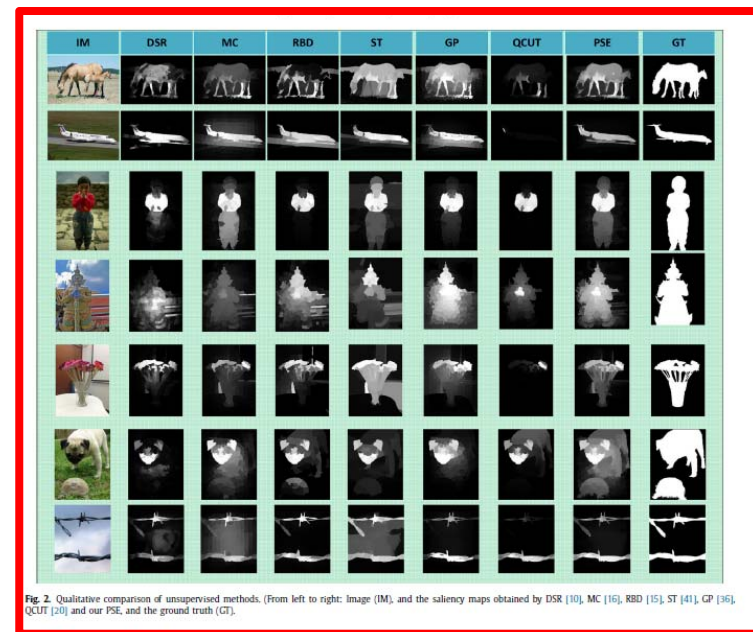 IM DSR MC RBD ST GP QCUT PSE GT
Fig. 2. Qualitative comparison of unsupervised methods. (From left to right: Image (IM), and the saliency maps obtained by DSR [10], MC [16], RBD [15], ST [41], GP [36],
QCUT [20] and our PSE, and the ground truth (GT).